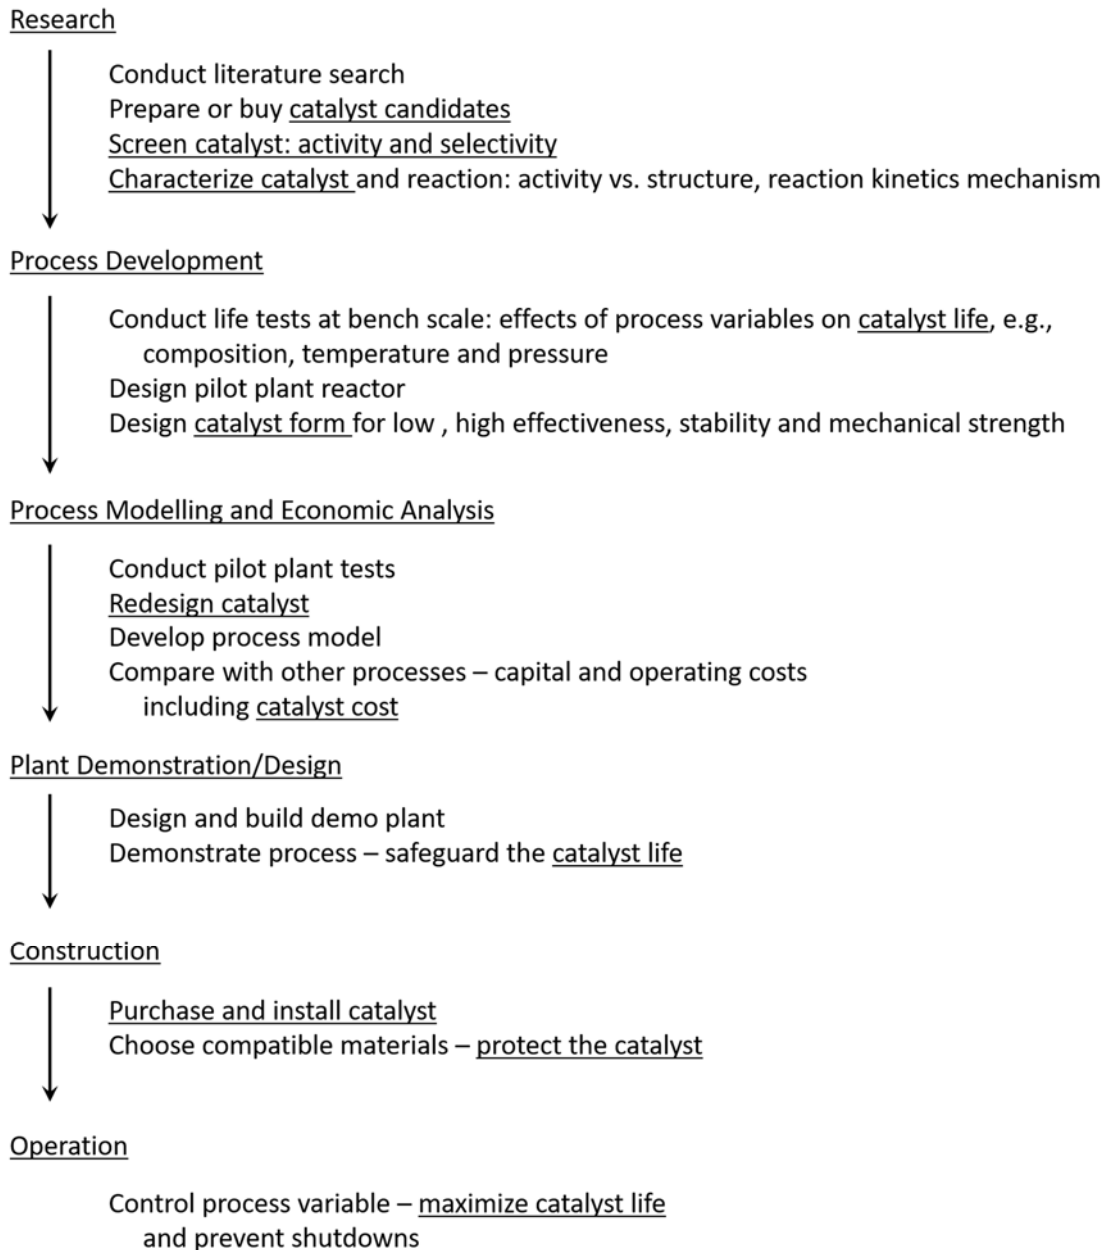 Research
Conduct literature search
Prepare or buy catalyst candidates
Screen catalyst: activity and selectivity
Characterize catalyst and reaction: activity vs. structure, reaction kinetics mechanism
Process Development
Conduct life tests at bench scale: effects of process variables on catalyst life, e.g.,
composition, temperature and pressure
Design pilot plant reactor
Design catalyst form for low , high effectiveness, stability and mechanical strength
Process Modelling and Economic Analysis
Conduct pilot plant tests
Redesign catalyst
Develop process model
Compare with other processes – capital and operating costs
including catalyst cost
Plant Demonstration/Design
Design and build demo plant
Demonstrate process – safeguard the catalyst life
Construction
Purchase and install catalyst
Choose compatible materials – protect the catalyst
Operation
Control process variable – maximize catalyst life
and prevent shutdowns